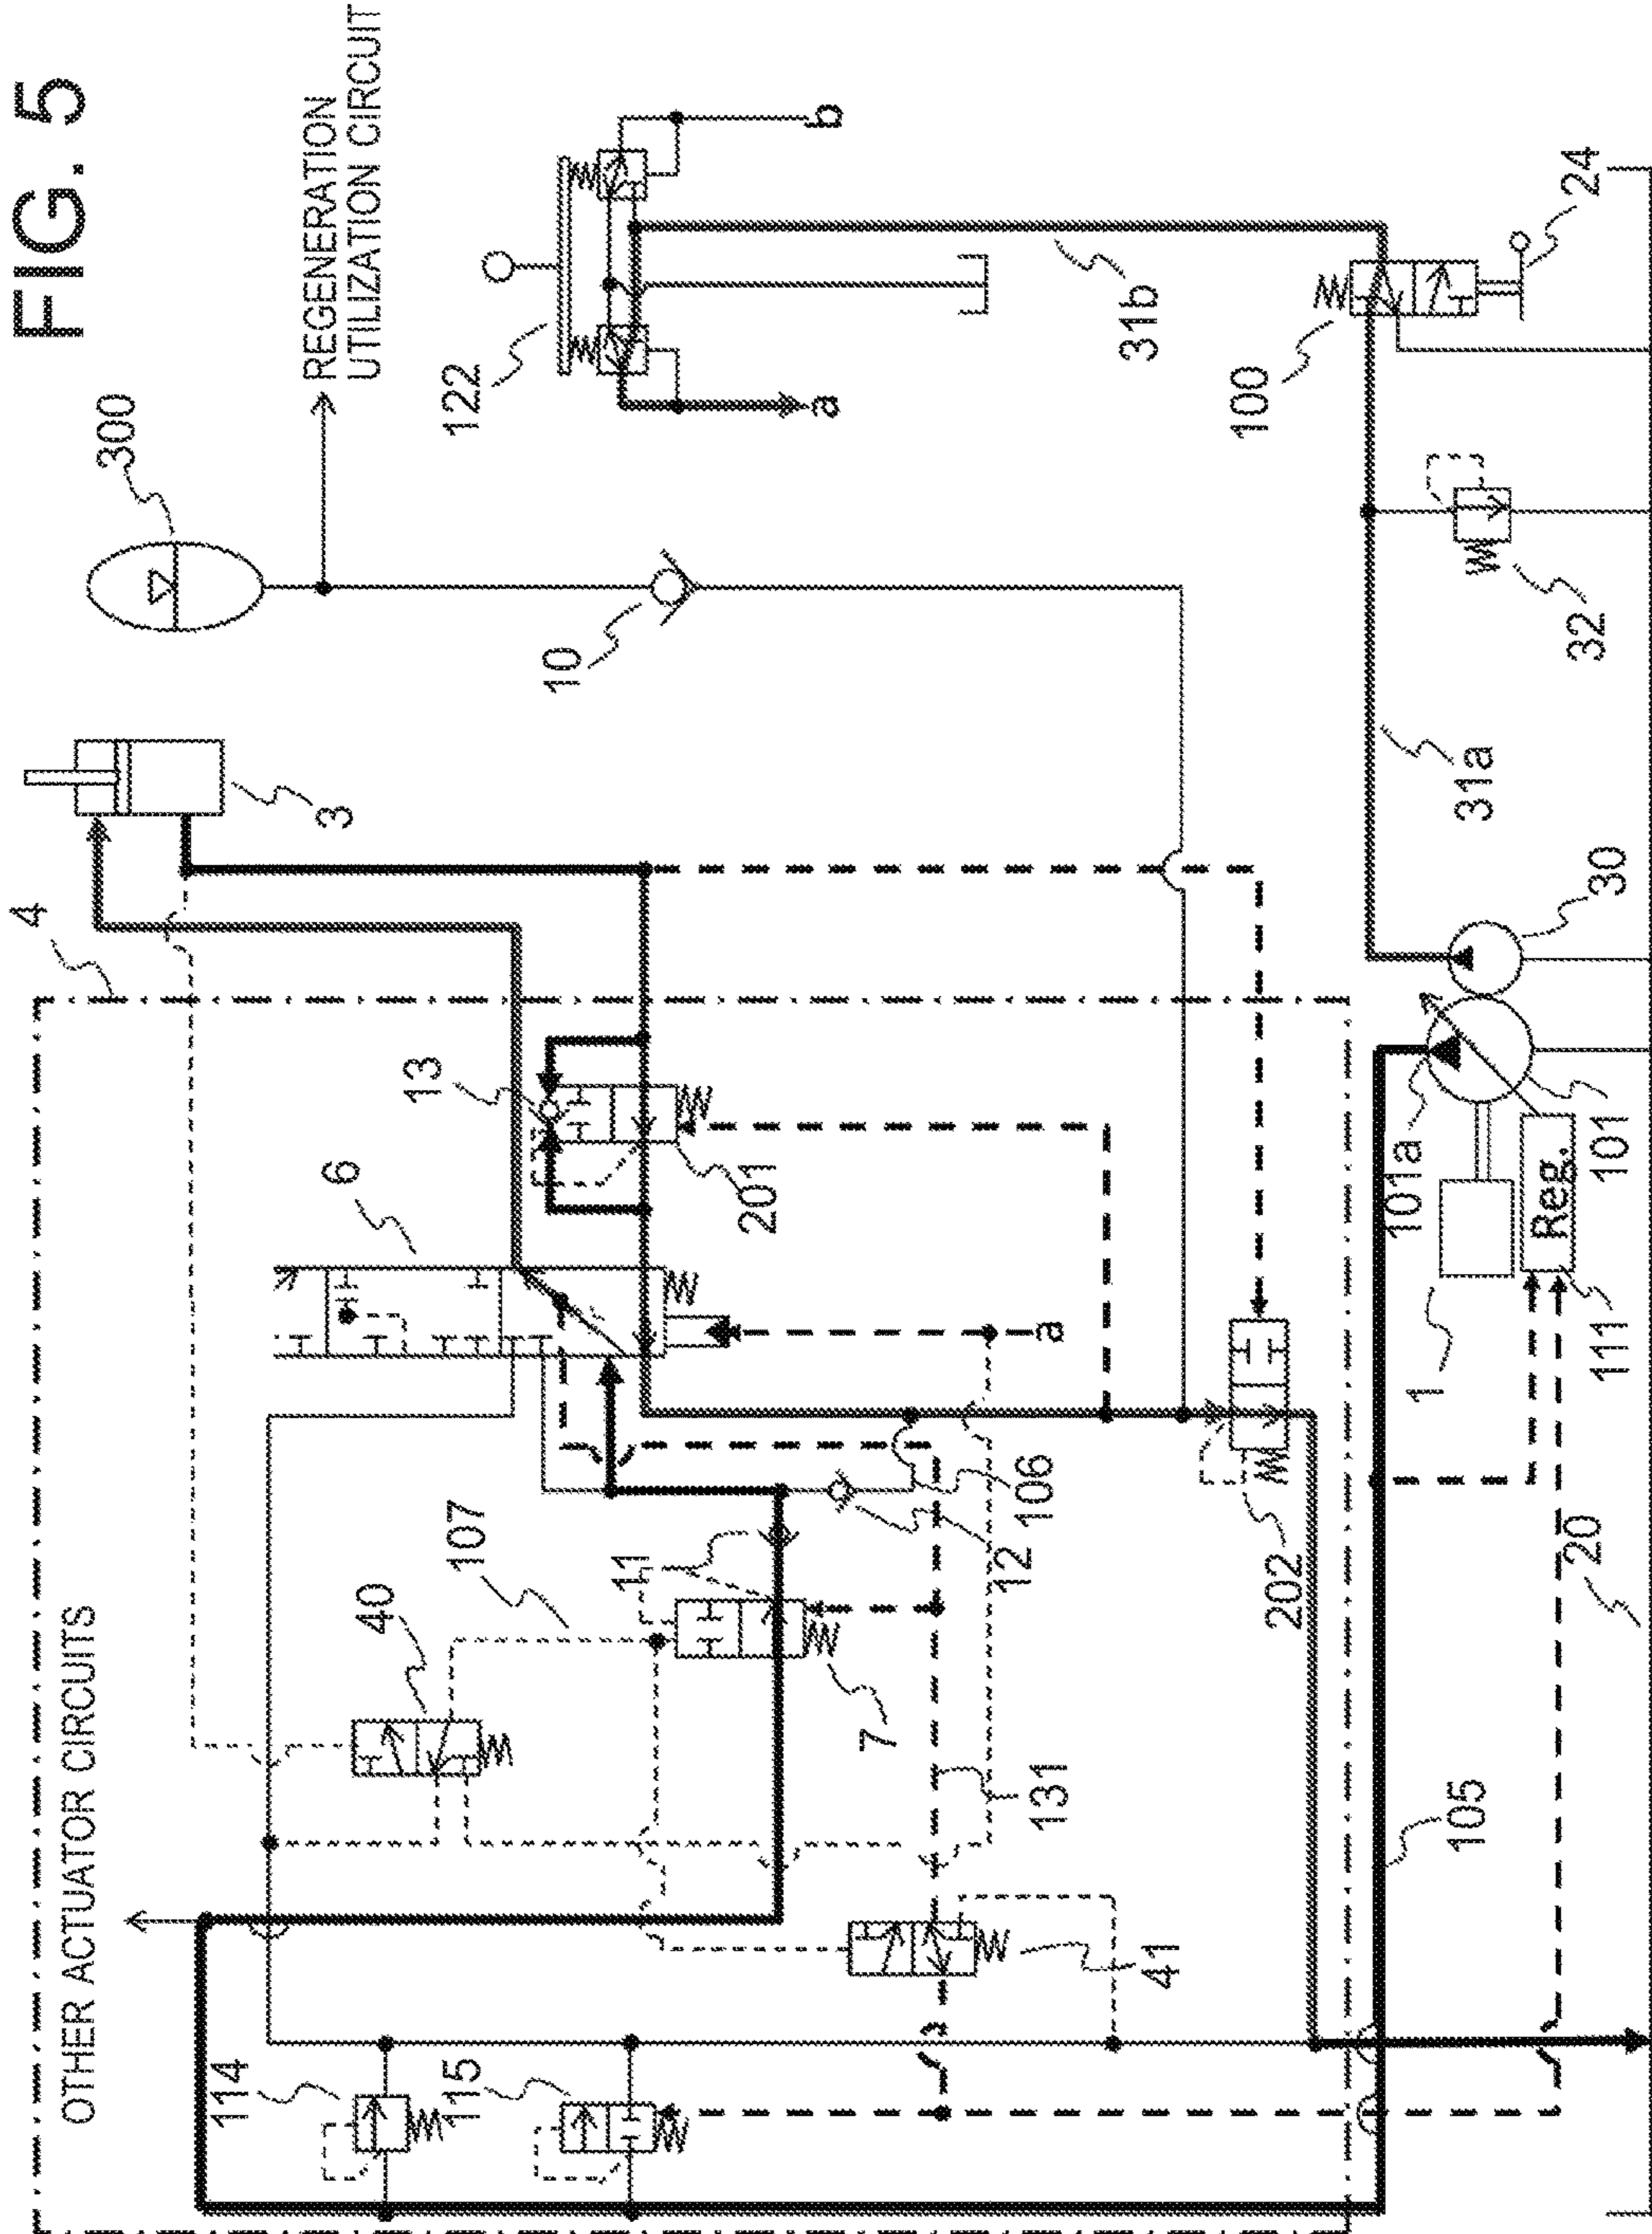 FIG. 5
REGENERATION
UTILIZATION CIRCUIT
300
122
b
a
10
3
31b
100
24
32
31a
30
4
13
6
201
a
101a
101
Reg.
1
111
107
11
12
106
202
20
40
7
131
105
41
OTHER ACTUATOR CIRCUITS
114
115